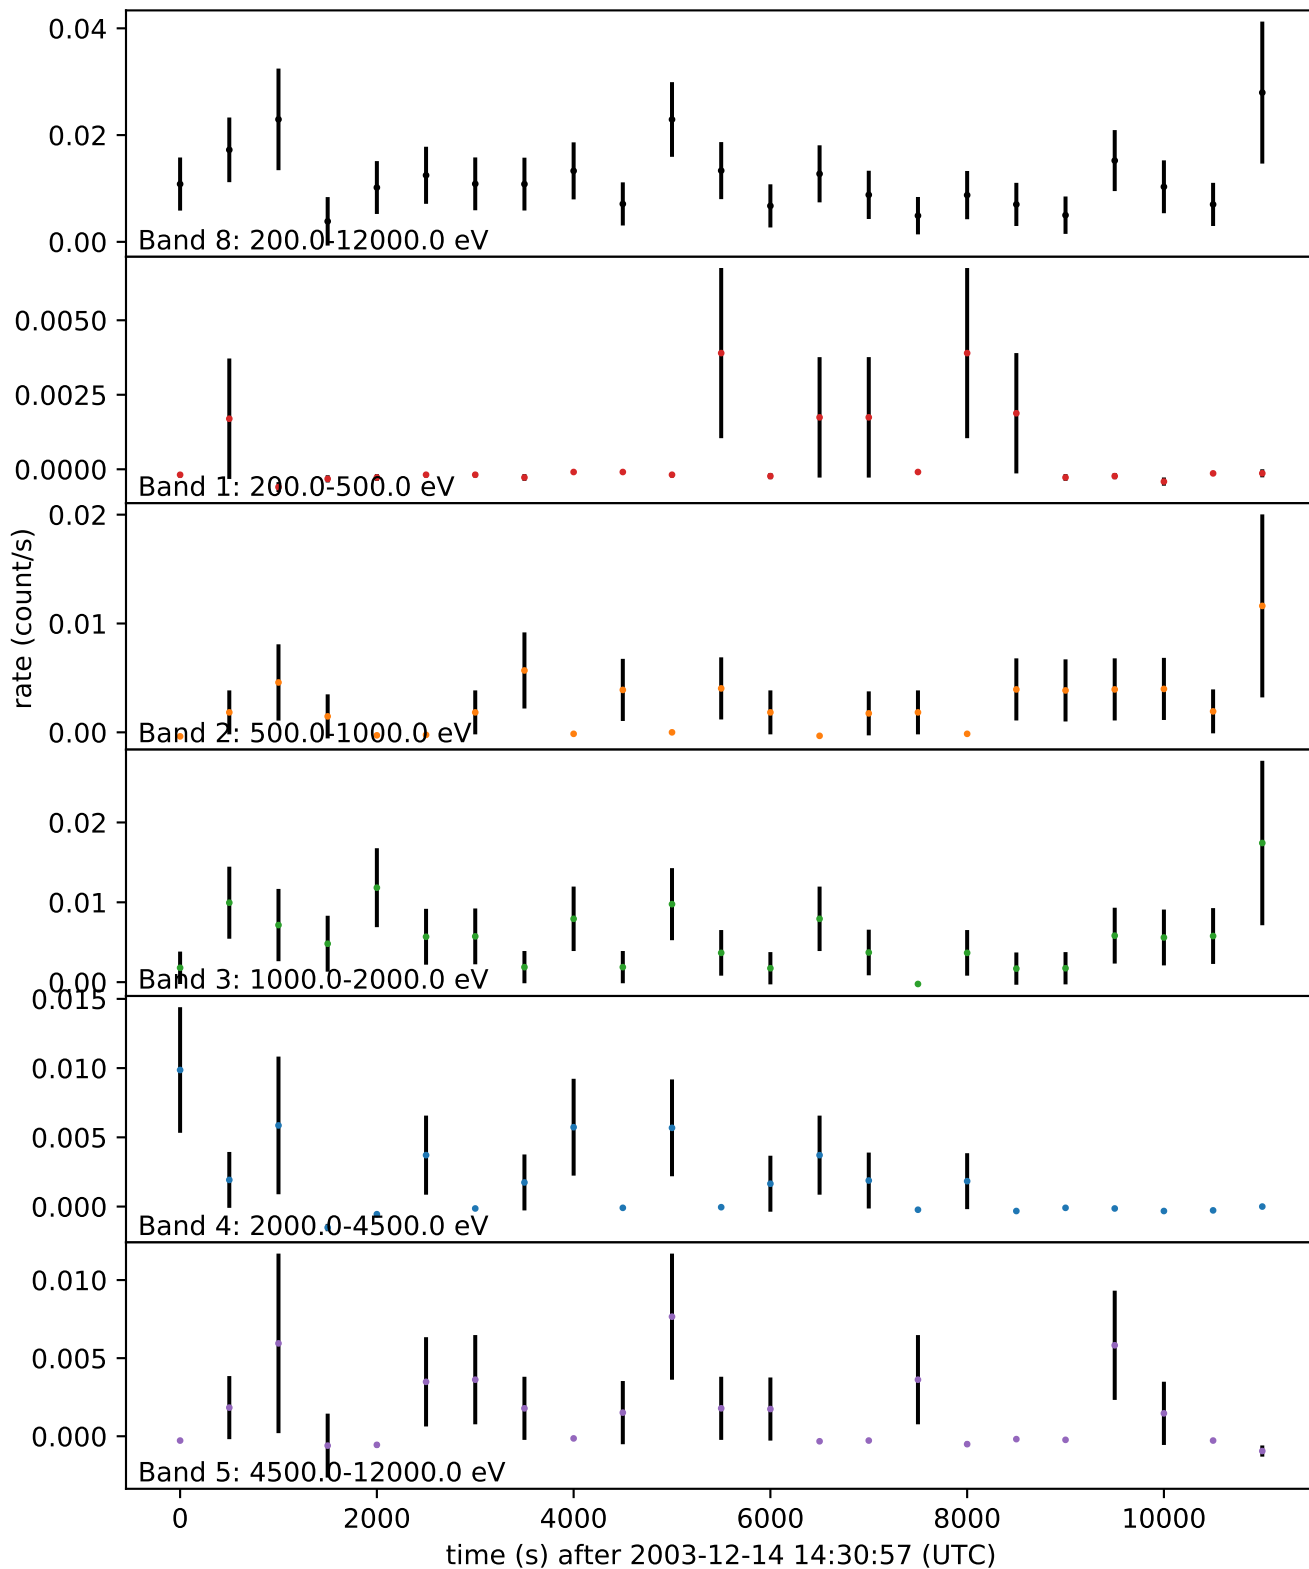 0.04
0.02
0.00
Band 8: 200.0-12000.0 eV
0.0050
0.0025
0.0000
Band 1: 200.0-500.0 eV
rate (count/s)
0.02
0.01
0.00
Band 2: 500.0-1000.0 eV
0.02
0.01
0.00
Band 3: 1000.0-2000.0 eV
0.015
0.010
0.005
0.000
Band 4: 2000.0-4500.0 eV
0.010
0.005
0.000
Band 5: 4500.0-12000.0 eV
0 2000 4000 6000 8000 10000
time (s) after 2003-12-14 14:30:57 (UTC)